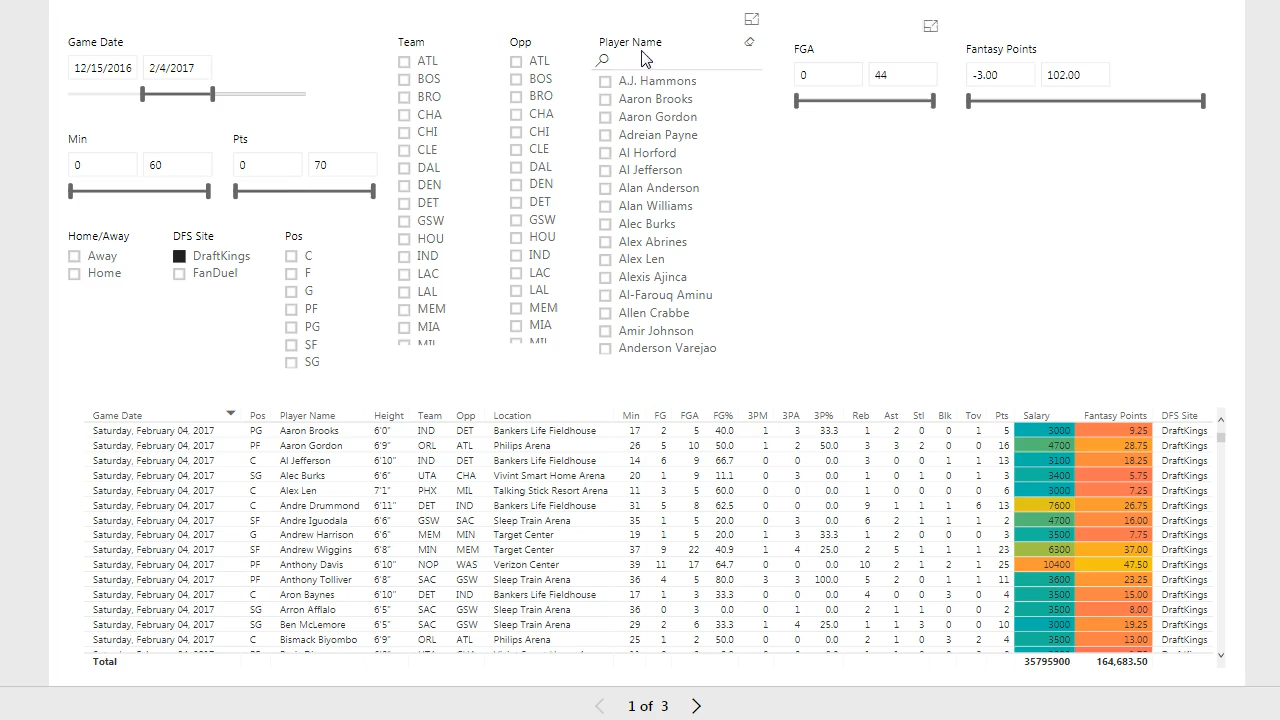 Game Date
12/15/2016 2/4/2017
Min Pts
0 60 0 70
Home/Away DFS Site Pos
Away DraftKings C
Home FanDuel F
G
PF
PG
SF
SG
Team
ATL
BOS
BRO
CHA
CHI
CLE
DAL
DEN
DET
GSW
HOU
IND
LAC
LAL
MEM
MIA
MIL
Opp
ATL
BOS
BRO
CHA
CHI
CLE
DAL
DEN
DET
GSW
HOU
IND
LAC
LAL
MEM
MIA
MIL
Player Name
A.J. Hammons
Aaron Brooks
Aaron Gordon
Adreian Payne
Al Horford
Al Jefferson
Alan Anderson
Alan Williams
Alec Burks
Alex Abrines
Alex Len
Alexis Ajinca
Al-Farouq Aminu
Allen Crabbe
Amir Johnson
Anderson Varejao
FGA
0 44
Fantasy Points
-3.00 102.00
Game Date Pos Player Name Height Team Opp Location Min FG FGA FG% 3PM 3PA 3P% Reb Ast Stl Blk Tov Pts Salary Fantasy Points DFS Site
Saturday, February 04, 2017 PG Aaron Brooks 6'0" IND DET Bankers Life Fieldhouse 17 2 5 40.0 1 3 33.3 1 2 0 0 1 5 3000 9.25 DraftKings
Saturday, February 04, 2017 PF Aaron Gordon 6'9" ORL ATL Philips Arena 26 5 10 50.0 1 2 50.0 3 3 2 0 0 16 4700 28.75 DraftKings
Saturday, February 04, 2017 C Al Jefferson 6'10" IND DET Bankers Life Fieldhouse 14 6 9 66.7 0 0 0.0 3 0 0 1 1 13 3100 18.25 DraftKings
Saturday, February 04, 2017 SG Alec Burks 6'6" UTA CHA Vivint Smart Home Arena 20 1 9 11.1 0 4 0.0 1 0 1 0 1 3 3400 5.75 DraftKings
Saturday, February 04, 2017 C Alex Len 7'1" PHX MIL Talking Stick Resort Arena 11 3 5 60.0 0 0 0.0 1 0 0 0 0 6 3000 7.25 DraftKings
Saturday, February 04, 2017 C Andre Drummond 6'11" DET IND Bankers Life Fieldhouse 31 5 8 62.5 0 0 0.0 9 1 1 1 6 13 7600 26.75 DraftKings
Saturday, February 04, 2017 SF Andre Iguodala 6'6" GSW SAC Sleep Train Arena 35 1 5 20.0 0 3 0.0 6 2 1 1 1 2 4700 16.00 DraftKings
Saturday, February 04, 2017 G Andrew Harris MEM MIN Target Center 19 1 5 20.0 1 3 33.3 1 2 0 0 0 3 3500 7.75 DraftKings
Saturday, February 04, 2017 SF Andrew Wiggins 6'8" MIN MEM Target Center 37 9 22 40.9 1 4 25.0 2 5 1 1 1 23 6300 37.00 DraftKings
Saturday, February 04, 2017 PF Anthony Davis 6'10" NOP WAS Verizon Center 39 11 17 64.7 0 0 0.0 10 2 1 2 1 25 10400 47.50 DraftKings
Saturday, February 04, 2017 PF Anthony Tolliver 6'8" SAC GSW Sleep Train Arena 36 4 5 80.0 3 3 100.0 5 2 0 1 1 11 3600 23.25 DraftKings
Saturday, February 04, 2017 C Aron Baynes 6'10" DET IND Bankers Life Fieldhouse 17 1 3 33.3 0 0 0.0 4 0 0 3 0 4 3500 15.00 DraftKings
Saturday, February 04, 2017 SG Arron Afflalo 6'5" SAC GSW Sleep Train Arena 36 0 3 0.0 0 1 0.0 2 1 1 0 0 2 3500 8.00 DraftKings
Saturday, February 04, 2017 SG Ben McLemore 6'5" SAC GSW Sleep Train Arena 29 2 6 33.3 1 4 25.0 1 3 0 0 0 10 3000 19.25 DraftKings
Saturday, February 04, 2017 C Bismack Biyombo 6'9" ORL ATL Philips Arena 25 1 2 50.0 0 0 0.0 2 1 0 3 2 4 3500 13.00 DraftKings
Total 35795900 164,683.50
1 of 3